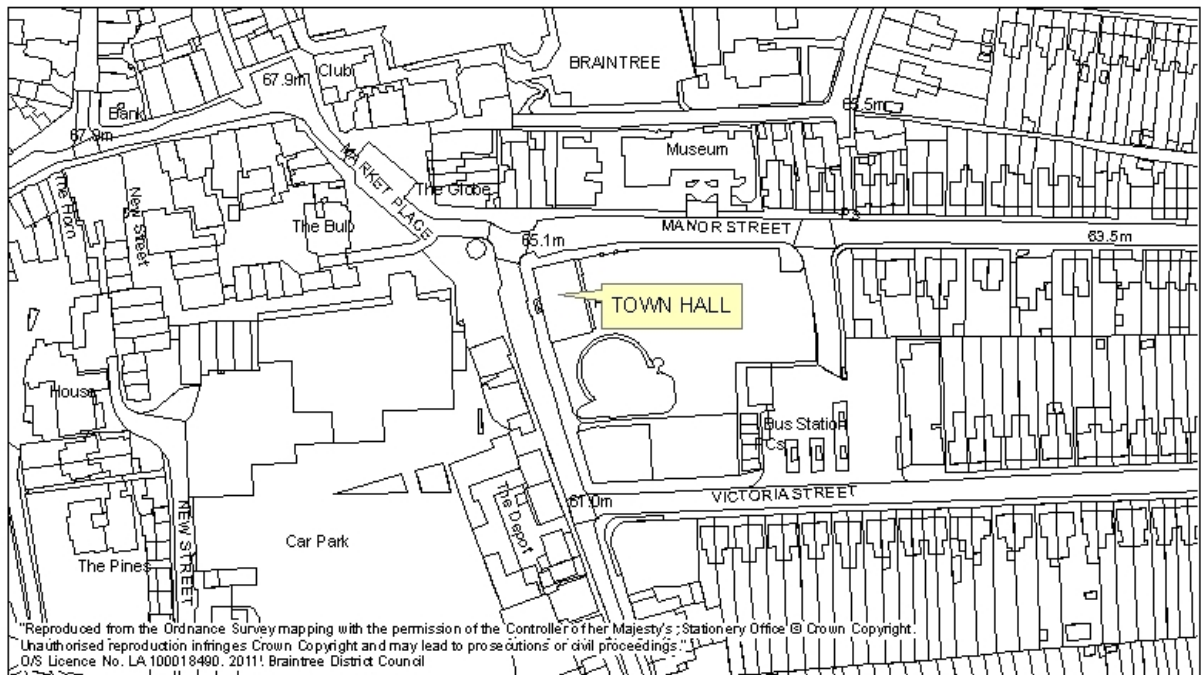 BRAINTREE
Club
67.9m
65.5m
Bank
67.9m
Museum
MARKET PLACE
The Globe
The Horn
New Street
The Bull
PS
MANOR STREET
65.1m
63.5m
TOWN HALL
House
Bus Station
PCs
VICTORIA STREET
61.0m
The Depot
NEW STREET
Car Park
The Pines
"Reproduced from the Ordnance Survey mapping with the permission of the Controller of her Majesty's ; Stationery Office @ Crown Copyright.
Unauthorised reproduction infringes Crown Copyright and may lead to prosecutions or civil proceedings."
O/S Licence No. LA 100018490. 2011! Braintree District Council